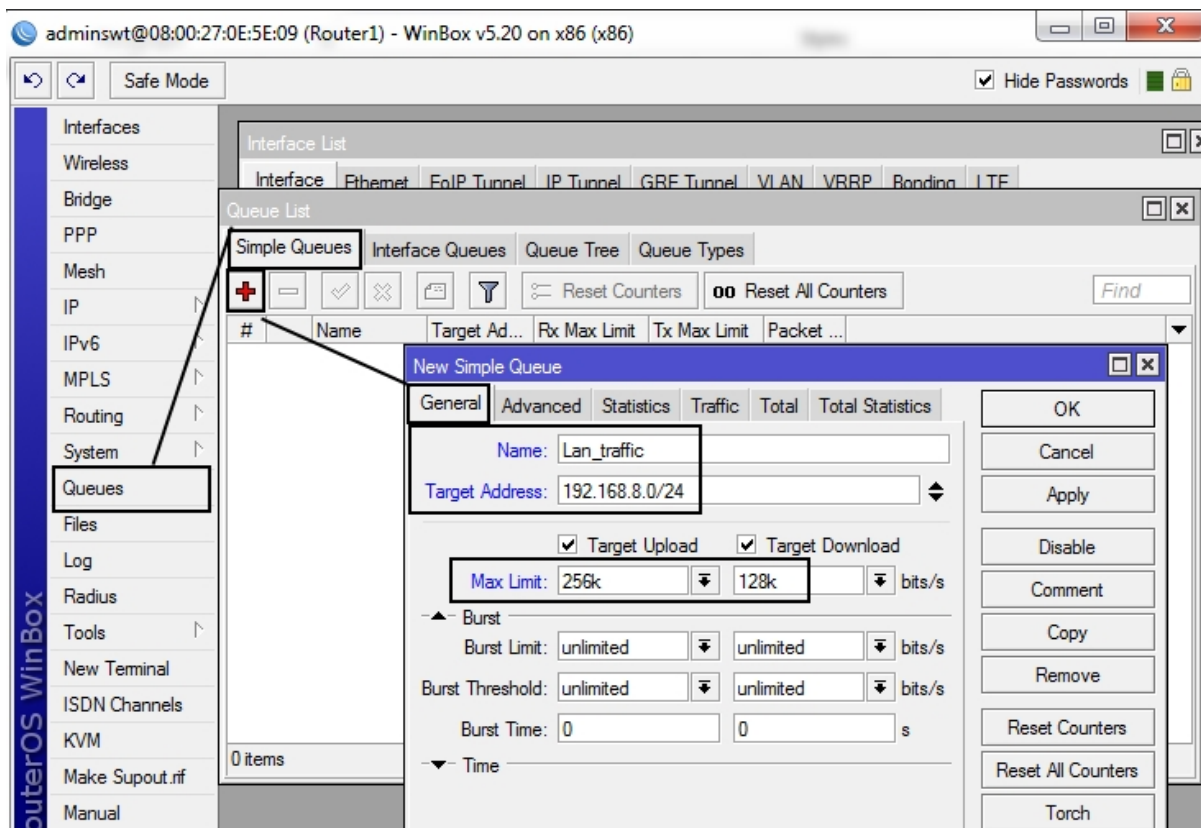 adminswt@08:00:27:0E:5E:09 (Router1) - WinBox v5.20 on x86 (x86)
Safe Mode
Hide Passwords
Interfaces
Wireless
Bridge
PPP
Mesh
IP
IPv6
MPLS
Routing
System
Queues
Files
Log
Radius
Tools
New Terminal
ISDN Channels
KVM
Make Supout.rif
Manual
outerOS WinBox
Interface List
Interface Ethernet EoIP Tunnel IP Tunnel GRE Tunnel VLAN VRRP Bonding LTE
Queue List
Simple Queues Interface Queues Queue Tree Queue Types
Reset Counters 00 Reset All Counters Find
# Name Target Ad... Rx Max Limit Tx Max Limit Packet ...
0 items
New Simple Queue
General Advanced Statistics Traffic Total Total Statistics
Name: Lan_traffic
Target Address: 192.168.8.0/24
Target Upload Target Download
Max Limit: 256k 128k bits/s
Burst
Burst Limit: unlimited unlimited bits/s
Burst Threshold: unlimited unlimited bits/s
Burst Time: 0 0 s
Time
OK
Cancel
Apply
Disable
Comment
Copy
Remove
Reset Counters
Reset All Counters
Torch